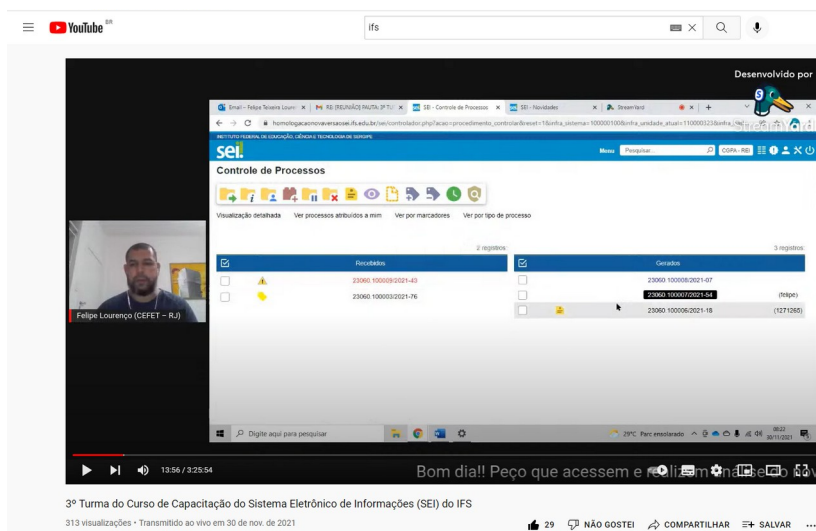 YouTube BR
ifs
Desenvolvido por
StreamYard
Email – Felipe Teixeira Louren
RE: [REUNIÃO] PAUTA: 3ª TU
SEI - Controle de Processos
SEI - Novidades
StreamYard
homologacaonovaversaosei.ifs.edu.br/sei/controlador.php?acao=procedimento_controlar&reset=1&infra_sistema=100000100&infra_unidade_atual=110000323&infra_
INSTITUTO FEDERAL DE EDUCAÇÃO, CIÊNCIA E TECNOLOGIA DE SERGIPE
sei!
Menu
Pesquisar...
CGPA - REI
Controle de Processos
Visualização detalhada Ver processos atribuídos a mim Ver por marcadores Ver por tipo de processo
2 registros:
3 registros:
Recebidos
Gerados
23060.100009/2021-43
23060.100008/2021-07
23060.100003/2021-76
23060.100007/2021-54 (felipe)
23060.100006/2021-18 (1271265)
Felipe Lourenço (CEFET – RJ)
Digite aqui para pesquisar
29°C Parc ensolarado
08:22
30/11/2021
13:56 / 3:25:54
Bom dia!! Peço que acessem e realizem análise do nov
3º Turma do Curso de Capacitação do Sistema Eletrônico de Informações (SEI) do IFS
313 visualizações • Transmitido ao vivo em 30 de nov. de 2021
29 NÃO GOSTEI COMPARTILHAR SALVAR ...